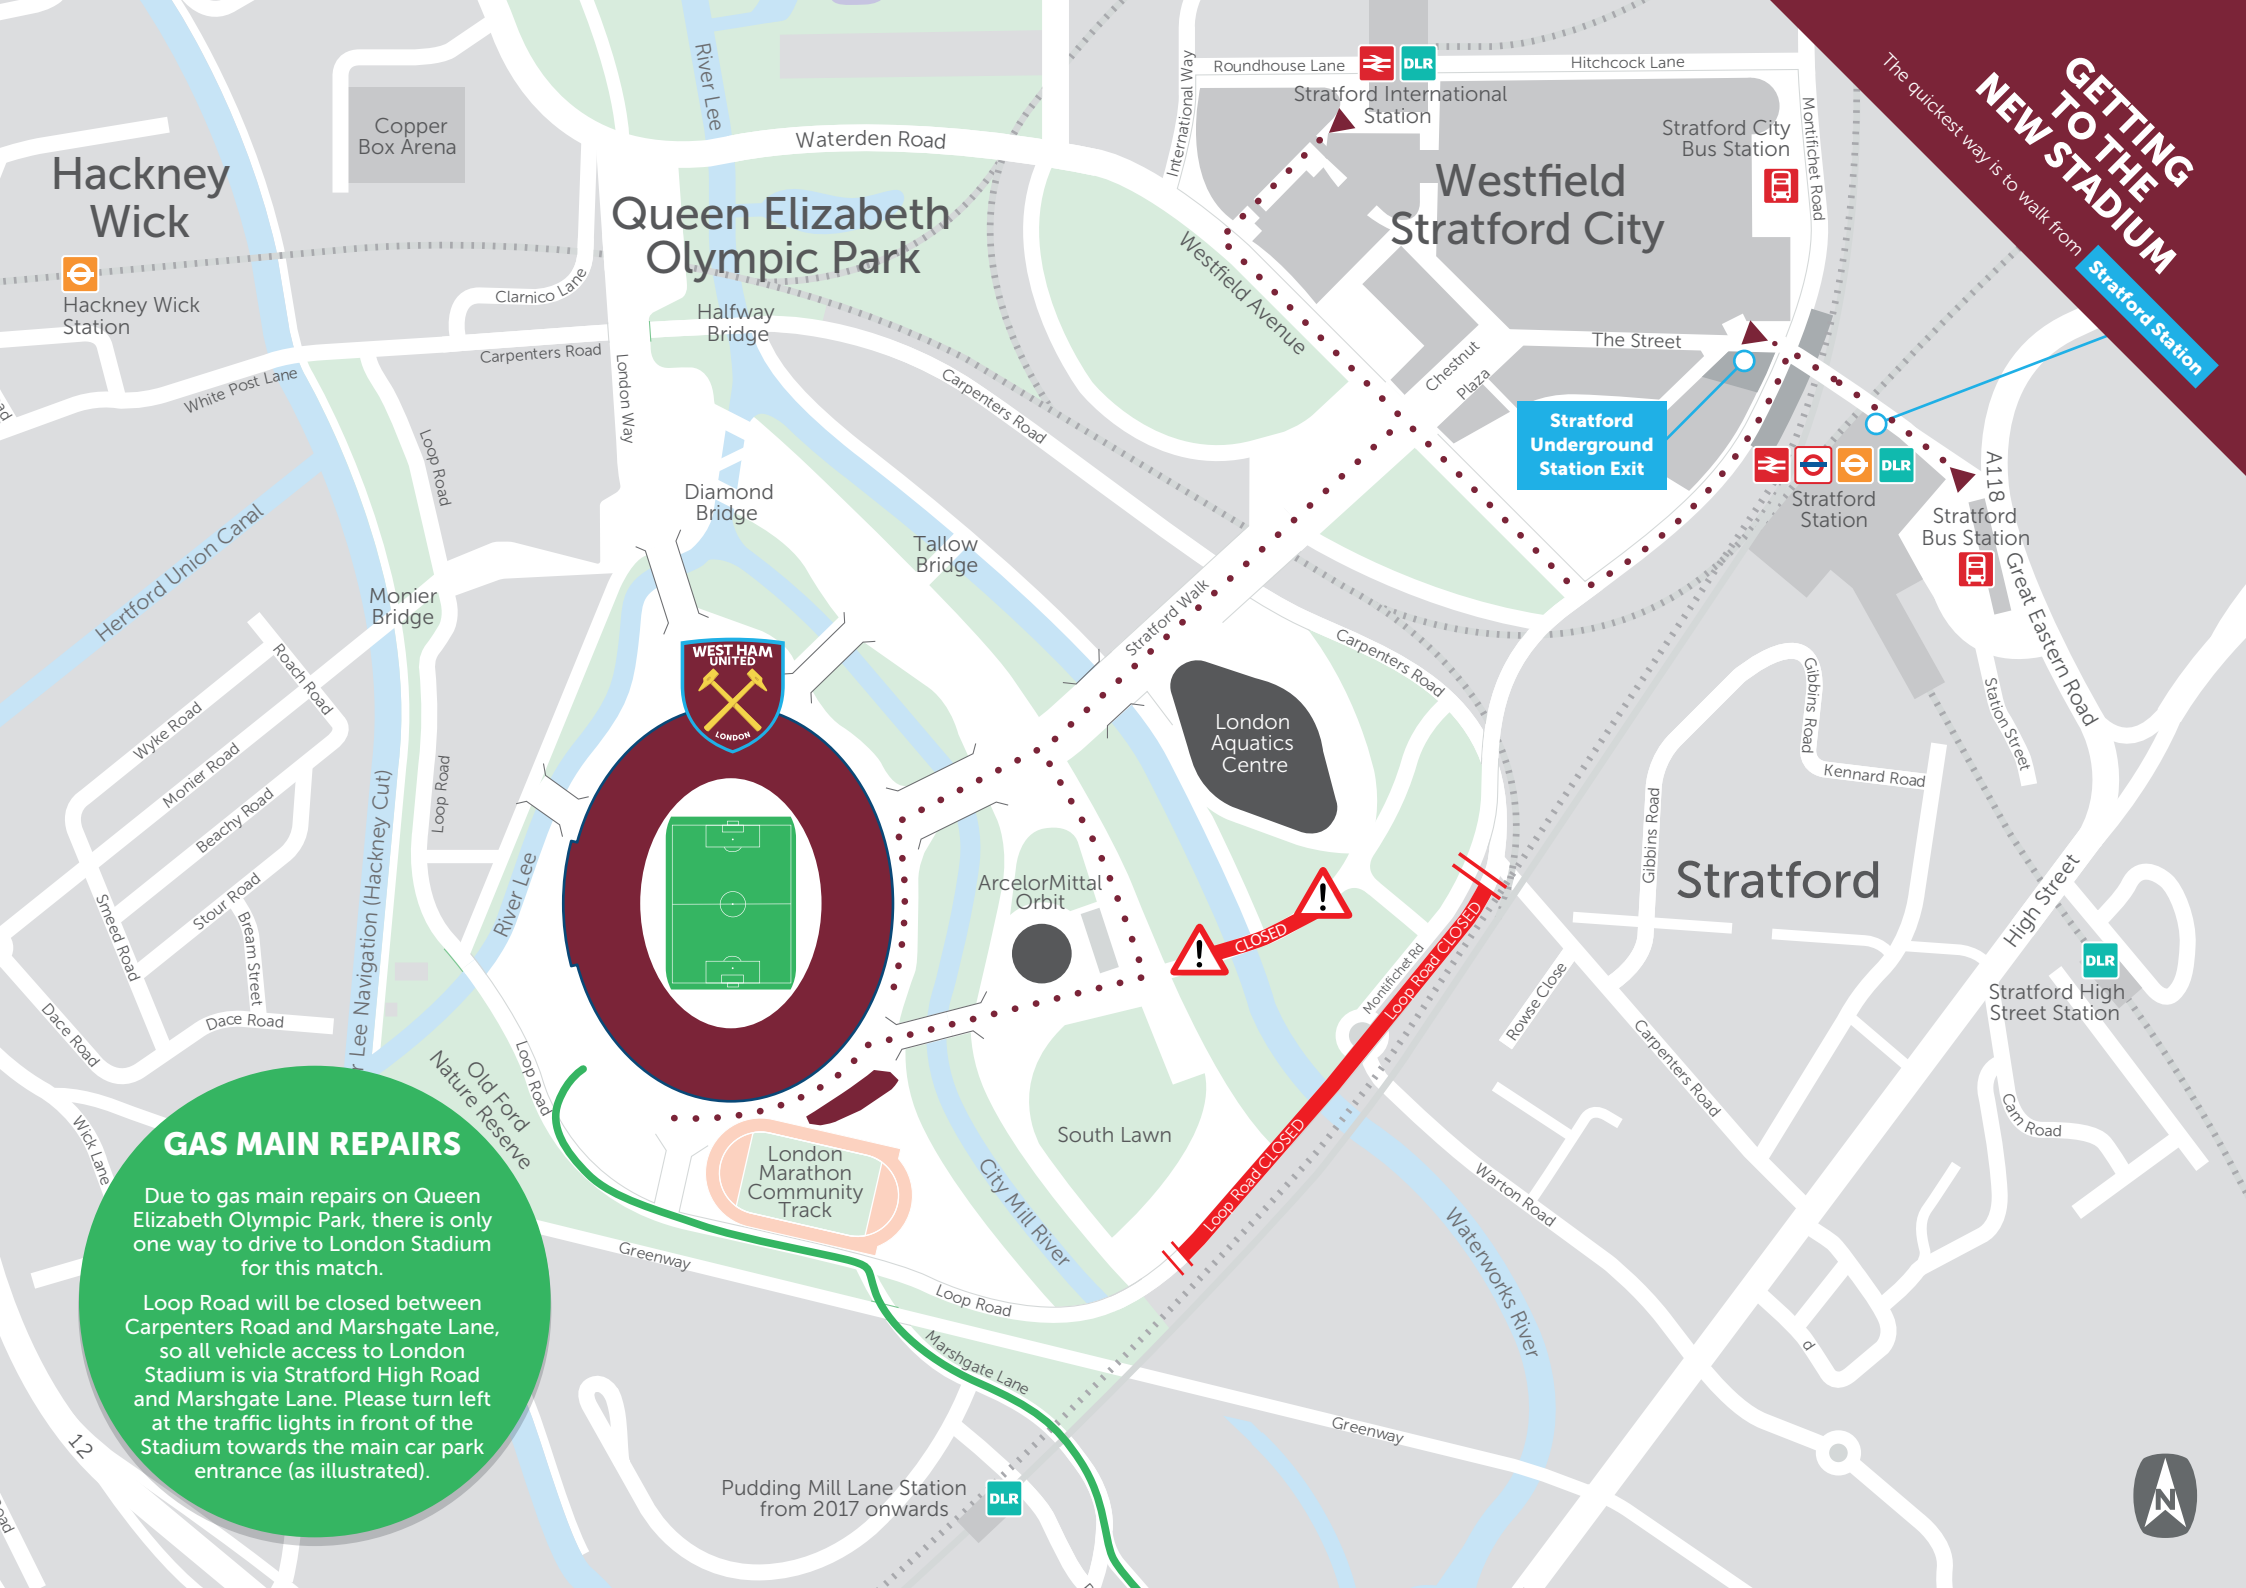 GETTING
TO THE
NEW STADIUM
The quickest way is to walk from
Stratford Station
Roundhouse Lane
DLR
Hitchcock Lane
Stratford International
Station
International Way
Montifichet Road
Stratford City
Bus Station
Westfield
Stratford City
River Lee
Waterden Road
Copper
Box Arena
Hackney
Wick
Hackney Wick
Station
Queen Elizabeth
Olympic Park
Halfway
Bridge
Clarnico Lane
Carpenters Road
White Post Lane
London Way
Loop Road
Westfield Avenue
Carpenters Road
The Street
Chestnut
Plaza
Stratford
Underground
Station Exit
DLR
Stratford
Station
A118
Stratford
Bus Station
Great Eastern Road
Station Street
Diamond
Bridge
Tallow
Bridge
Hertford Union Canal
Monier
Bridge
Stratford Walk
Carpenters Road
WEST HAM
UNITED
LONDON
London
Aquatics
Centre
Gibbins Road
Kennard Road
Gibbins Road
Stratford
High Street
DLR
Stratford High
Street Station
Roach Road
Wyke Road
Monier Road
Beachy Road
Stour Road
Smeed Road
Bream Street
Dace Road
Dace Road
Wick Lane
Lee Navigation (Hackney Cut)
Loop Road
River Lee
ArcelorMittal
Orbit
CLOSED
Loop Road CLOSED
Loop Road CLOSED
Montifichet Rd
Rowse Close
Carpenters Road
Cam Road
Warton Road
Waterworks River
Old Ford
Nature Reserve
Loop Road
South Lawn
London
Marathon
Community
Track
City Mill River
Greenway
Loop Road
Marshgate Lane
Greenway
Pudding Mill Lane Station
from 2017 onwards
DLR
12
GAS MAIN REPAIRS
Due to gas main repairs on Queen
Elizabeth Olympic Park, there is only
one way to drive to London Stadium
for this match.
Loop Road will be closed between
Carpenters Road and Marshgate Lane,
so all vehicle access to London
Stadium is via Stratford High Road
and Marshgate Lane. Please turn left
at the traffic lights in front of the
Stadium towards the main car park
entrance (as illustrated).
N